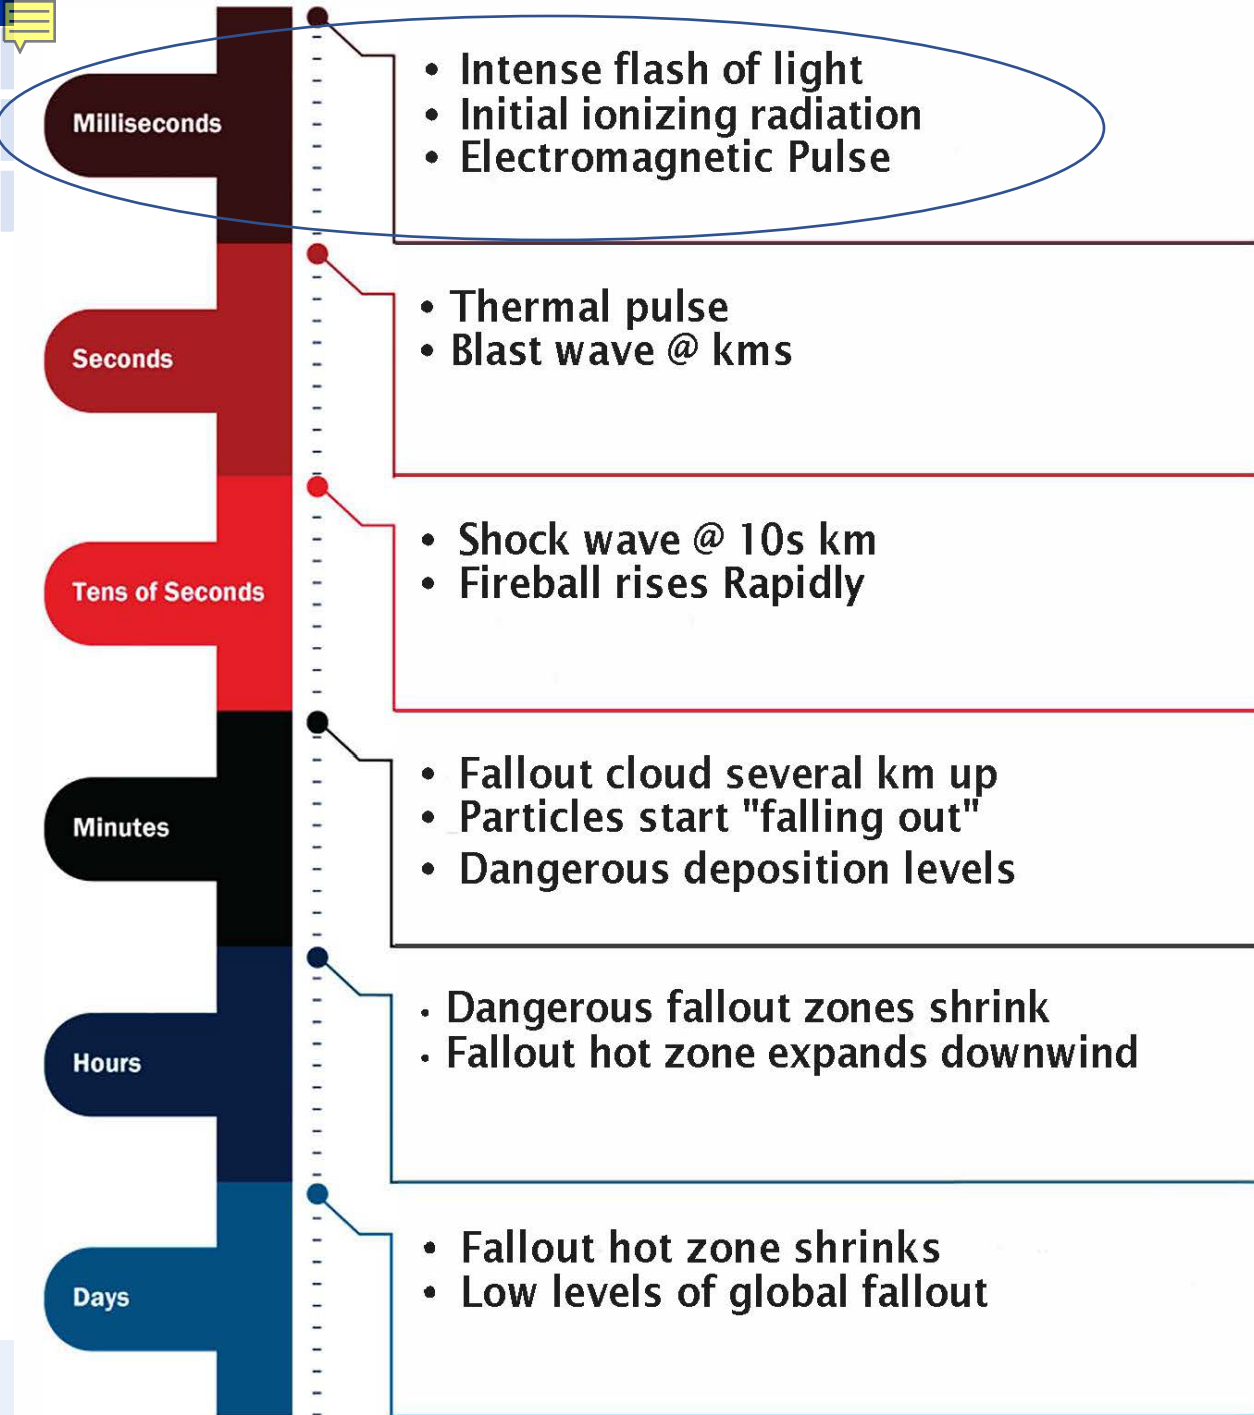 Milliseconds
• Intense flash of light
• Initial ionizing radiation
• Electromagnetic Pulse
Seconds
• Thermal pulse
• Blast wave @ kms
Tens of Seconds
• Shock wave @ 10s km
• Fireball rises Rapidly
Minutes
• Fallout cloud several km up
• Particles start "falling out"
• Dangerous deposition levels
Hours
· Dangerous fallout zones shrink
· Fallout hot zone expands downwind
Days
• Fallout hot zone shrinks
• Low levels of global fallout